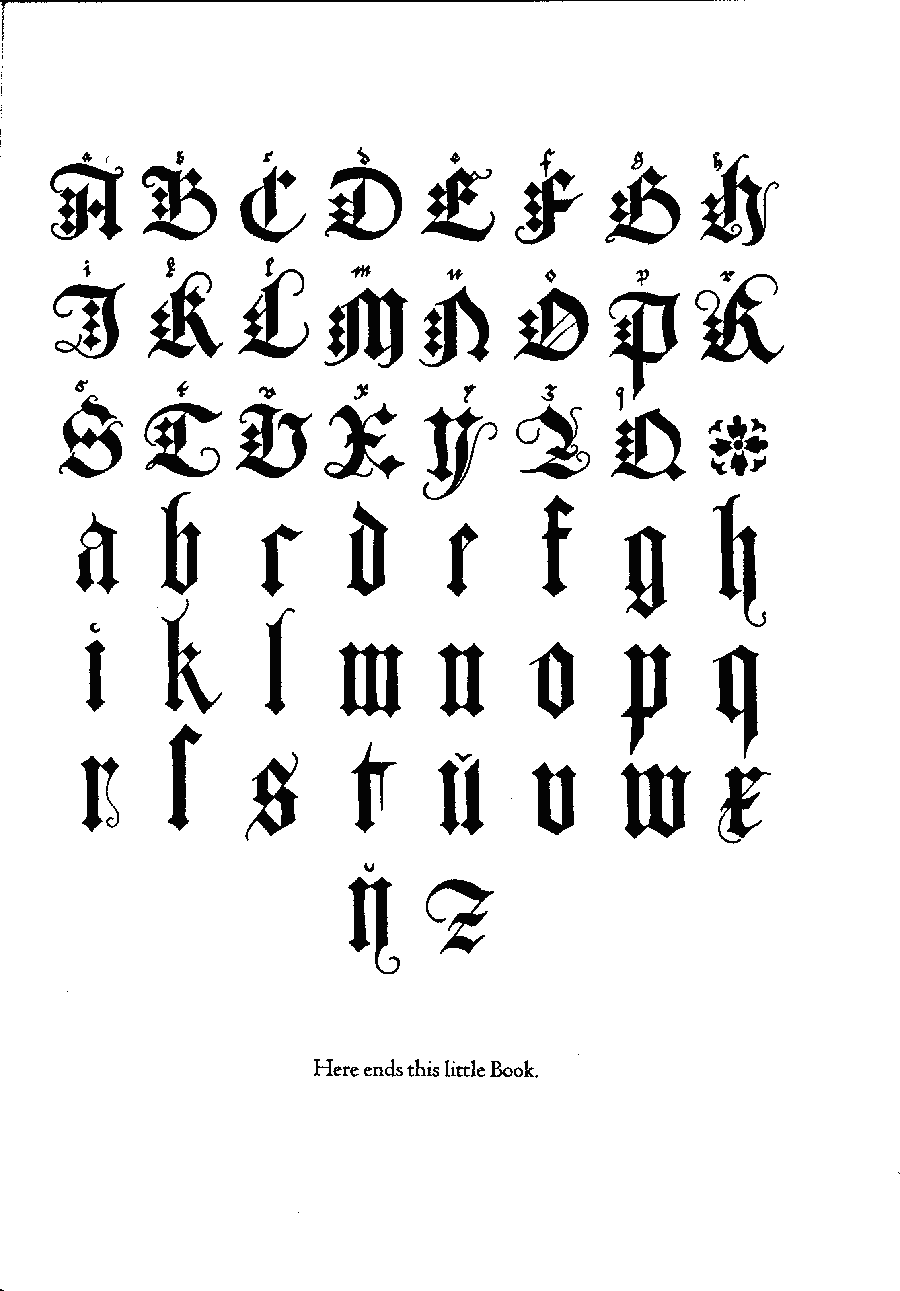 a b c d e f g h
A B C D E F G H
i k l m n o p r
I K L M N O P R
s t v x y z q
S T V X Y Z Q
a b c d e f g h
i k l m n o p q
r ſ s t ŭ v w x
y̆ z
Here ends this little Book.